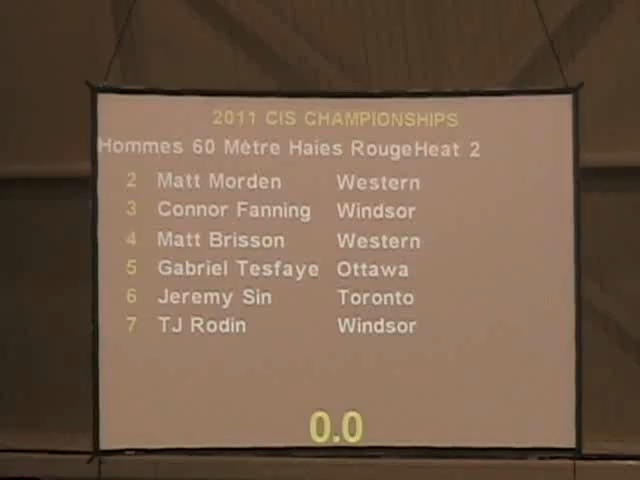 2011 CIS CHAMPIONSHIPS
Hommes 60 Mètre Haies RougeHeat 2
2 Matt Morden Western
3 Connor Fanning Windsor
4 Matt Brisson Western
5 Gabriel Tesfaye Ottawa
6 Jeremy Sin Toronto
7 TJ Rodin Windsor
0.0